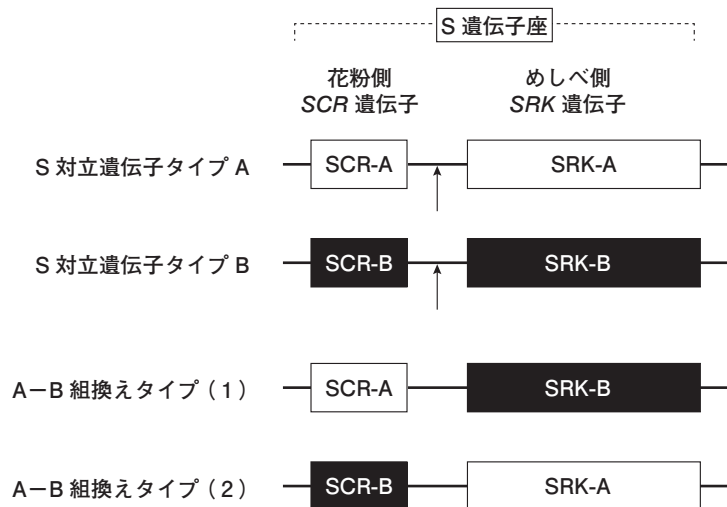 S 遺伝子座
花粉側
SCR 遺伝子
めしべ側
SRK 遺伝子
S 対立遺伝子タイプ A
SCR-A
SRK-A
S 対立遺伝子タイプ B
SCR-B
SRK-B
A－B 組換えタイプ（1）
SCR-A
SRK-B
A－B 組換えタイプ（2）
SCR-B
SRK-A